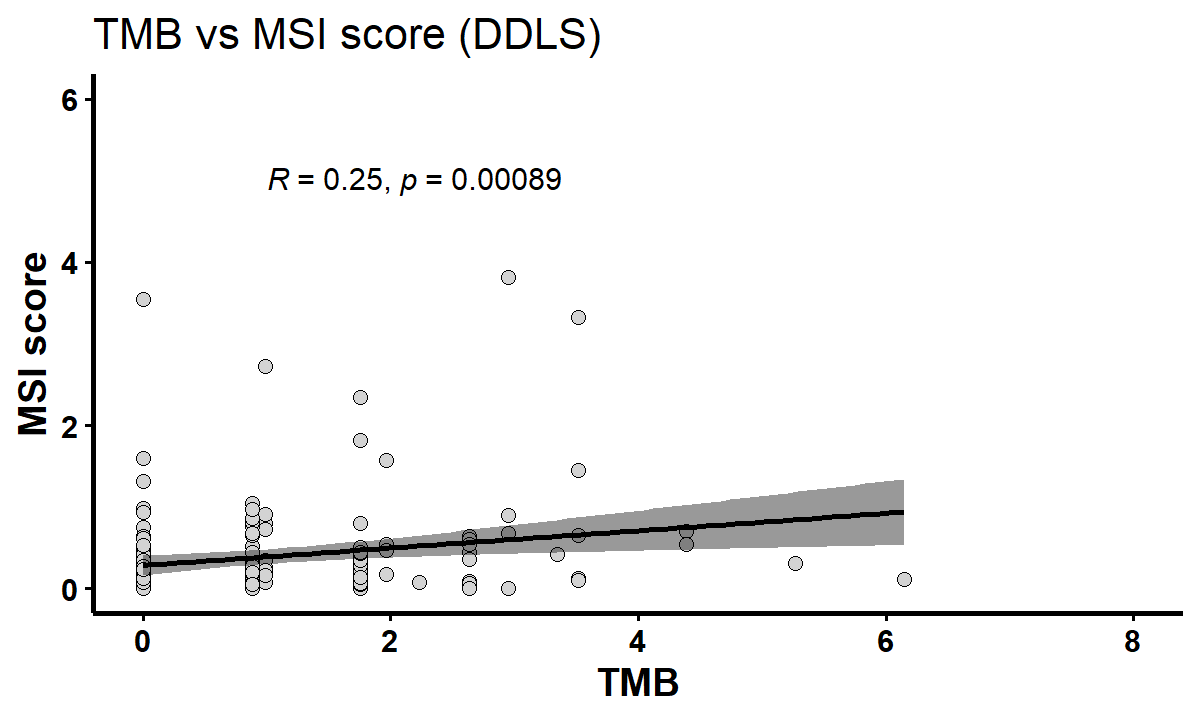 TMB vs MSI score (DDLS)
6
R = 0.25, p = 0.00089
4
MSI score
2
0
0 2 4 6 8
TMB